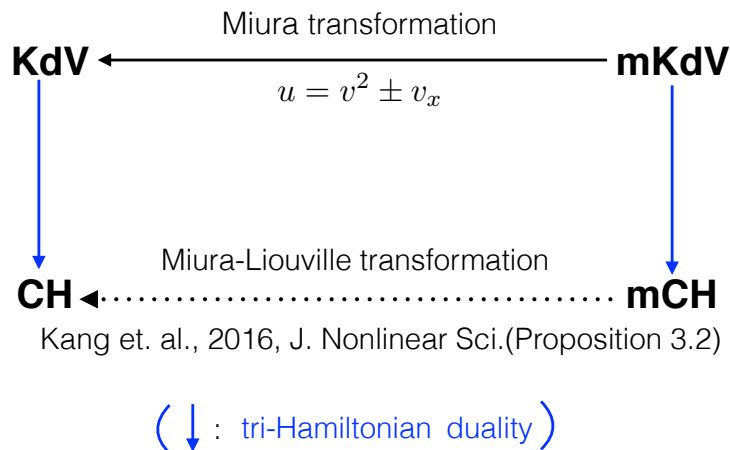 Miura transformation
KdV mKdV
u = v² ± vₓ
Miura-Liouville transformation
CH mCH
Kang et. al., 2016, J. Nonlinear Sci.(Proposition 3.2)
( ↓ : tri-Hamiltonian duality )